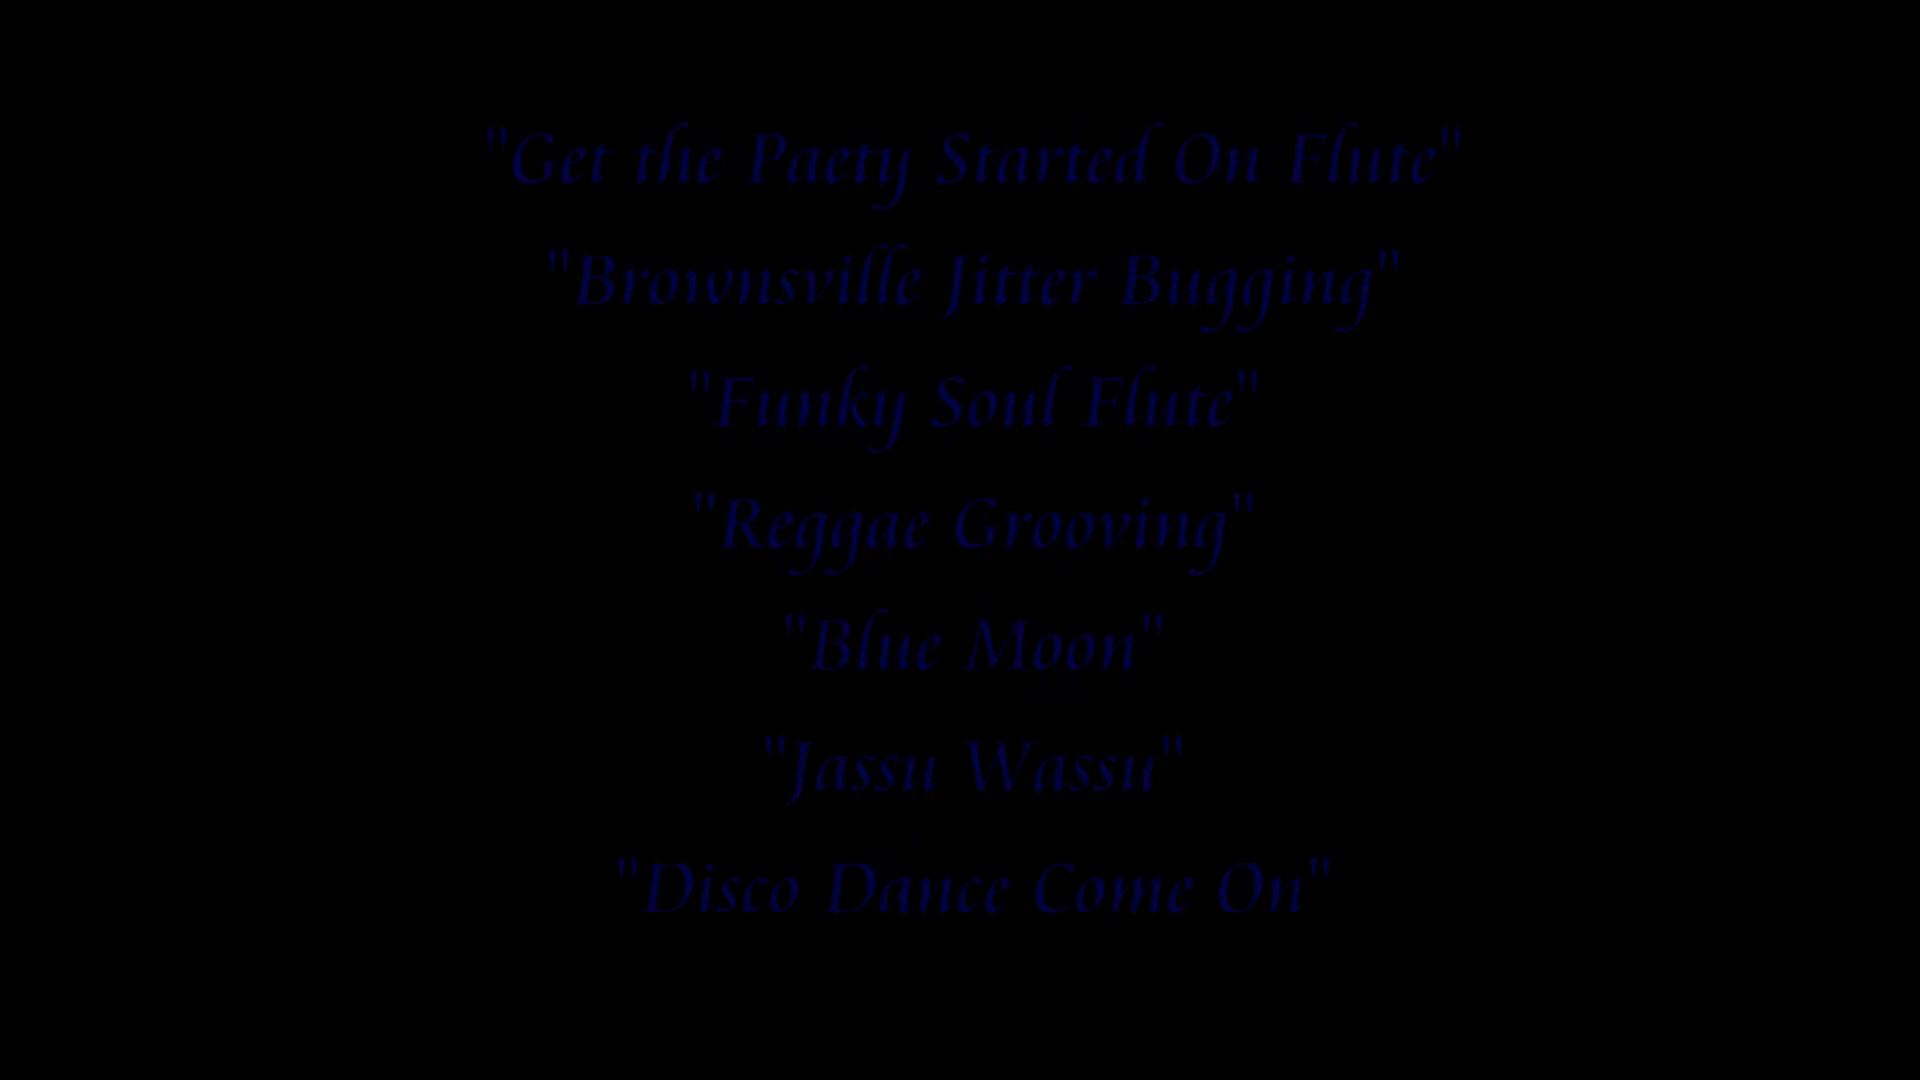 "Get the Paety Started On Flute"
"Brownsville Jitter Bugging"
"Funky Soul Flute"
"Reggae Grooving"
"Blue Moon"
"Jassu Wassu"
"Disco Dance Come On"